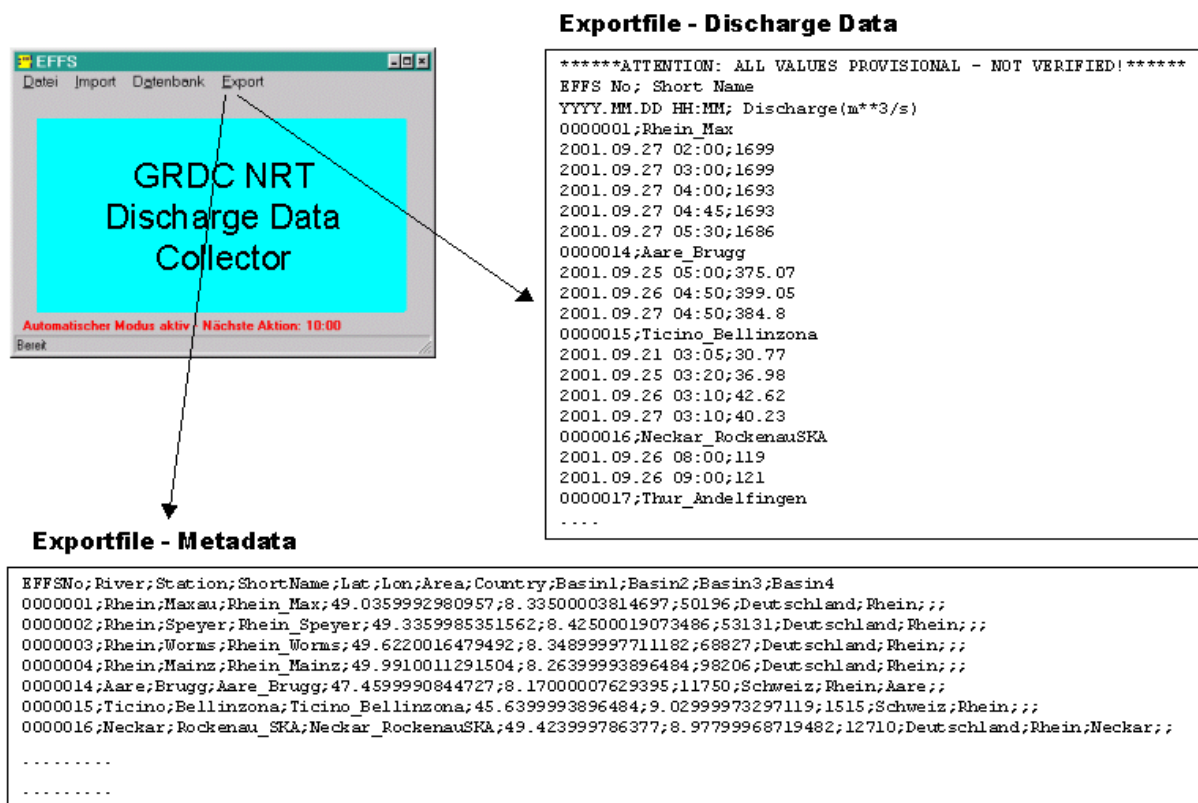 EFFS
Datei Import Datenbank Export
GRDC NRT
Discharge Data
Collector
Automatischer Modus aktiv - Nächste Aktion: 10:00
Bereit
Exportfile - Discharge Data
******ATTENTION: ALL VALUES PROVISIONAL - NOT VERIFIED!******
EFFS No; Short Name
YYYY.MM.DD HH:MM; Discharge(m**3/s)
0000001;Rhein_Max
2001.09.27 02:00;1699
2001.09.27 03:00;1699
2001.09.27 04:00;1693
2001.09.27 04:45;1693
2001.09.27 05:30;1686
0000014;Aare_Brugg
2001.09.25 05:00;375.07
2001.09.26 04:50;399.05
2001.09.27 04:50;384.8
0000015;Ticino_Bellinzona
2001.09.21 03:05;30.77
2001.09.25 03:20;36.98
2001.09.26 03:10;42.62
2001.09.27 03:10;40.23
0000016;Neckar_RockenauSKA
2001.09.26 08:00;119
2001.09.26 09:00;121
0000017;Thur_Andelfingen
....
Exportfile - Metadata
EFFSNo;River;Station;ShortName;Lat;Lon;Area;Country;Basin1;Basin2;Basin3;Basin4
0000001;Rhein;Maxau;Rhein_Max;49.0359992980957;8.33500003814697;50196;Deutschland;Rhein;;;
0000002;Rhein;Speyer;Rhein_Speyer;49.3359985351562;8.42500019073486;53131;Deutschland;Rhein;;;
0000003;Rhein;Worms;Rhein_Worms;49.6220016479492;8.34899997711182;68827;Deutschland;Rhein;;;
0000004;Rhein;Mainz;Rhein_Mainz;49.9910011291504;8.26399993896484;98206;Deutschland;Rhein;;;
0000014;Aare;Brugg;Aare_Brugg;47.4599990844727;8.17000007629395;11750;Schweiz;Rhein;Aare;;
0000015;Ticino;Bellinzona;Ticino_Bellinzona;45.6399993896484;9.02999973297119;1515;Schweiz;Rhein;;;
0000016;Neckar;Rockenau_SKA;Neckar_RockenauSKA;49.423999786377;8.97799968719482;12710;Deutschland;Rhein;Neckar;;
.........
.........